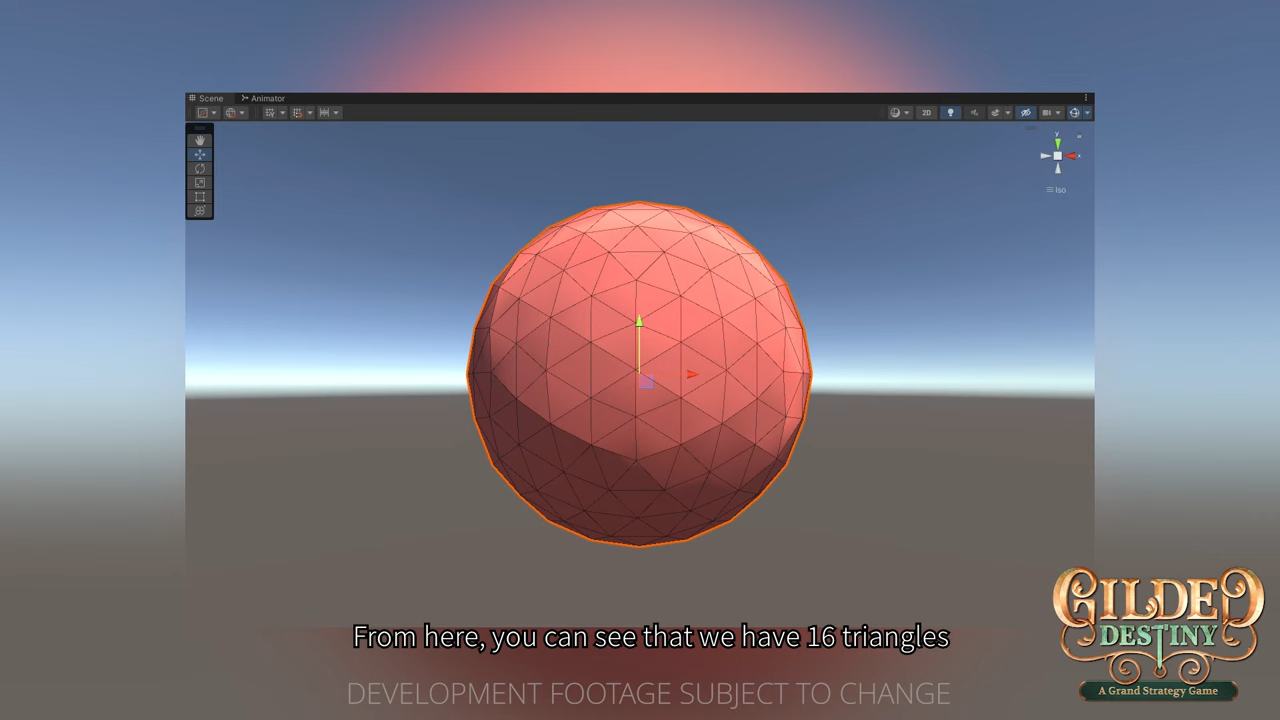 Scene
Animator
2D
y
x
Iso
From here, you can see that we have 16 triangles
GILDED
DESTINY
A Grand Strategy Game
DEVELOPMENT FOOTAGE SUBJECT TO CHANGE